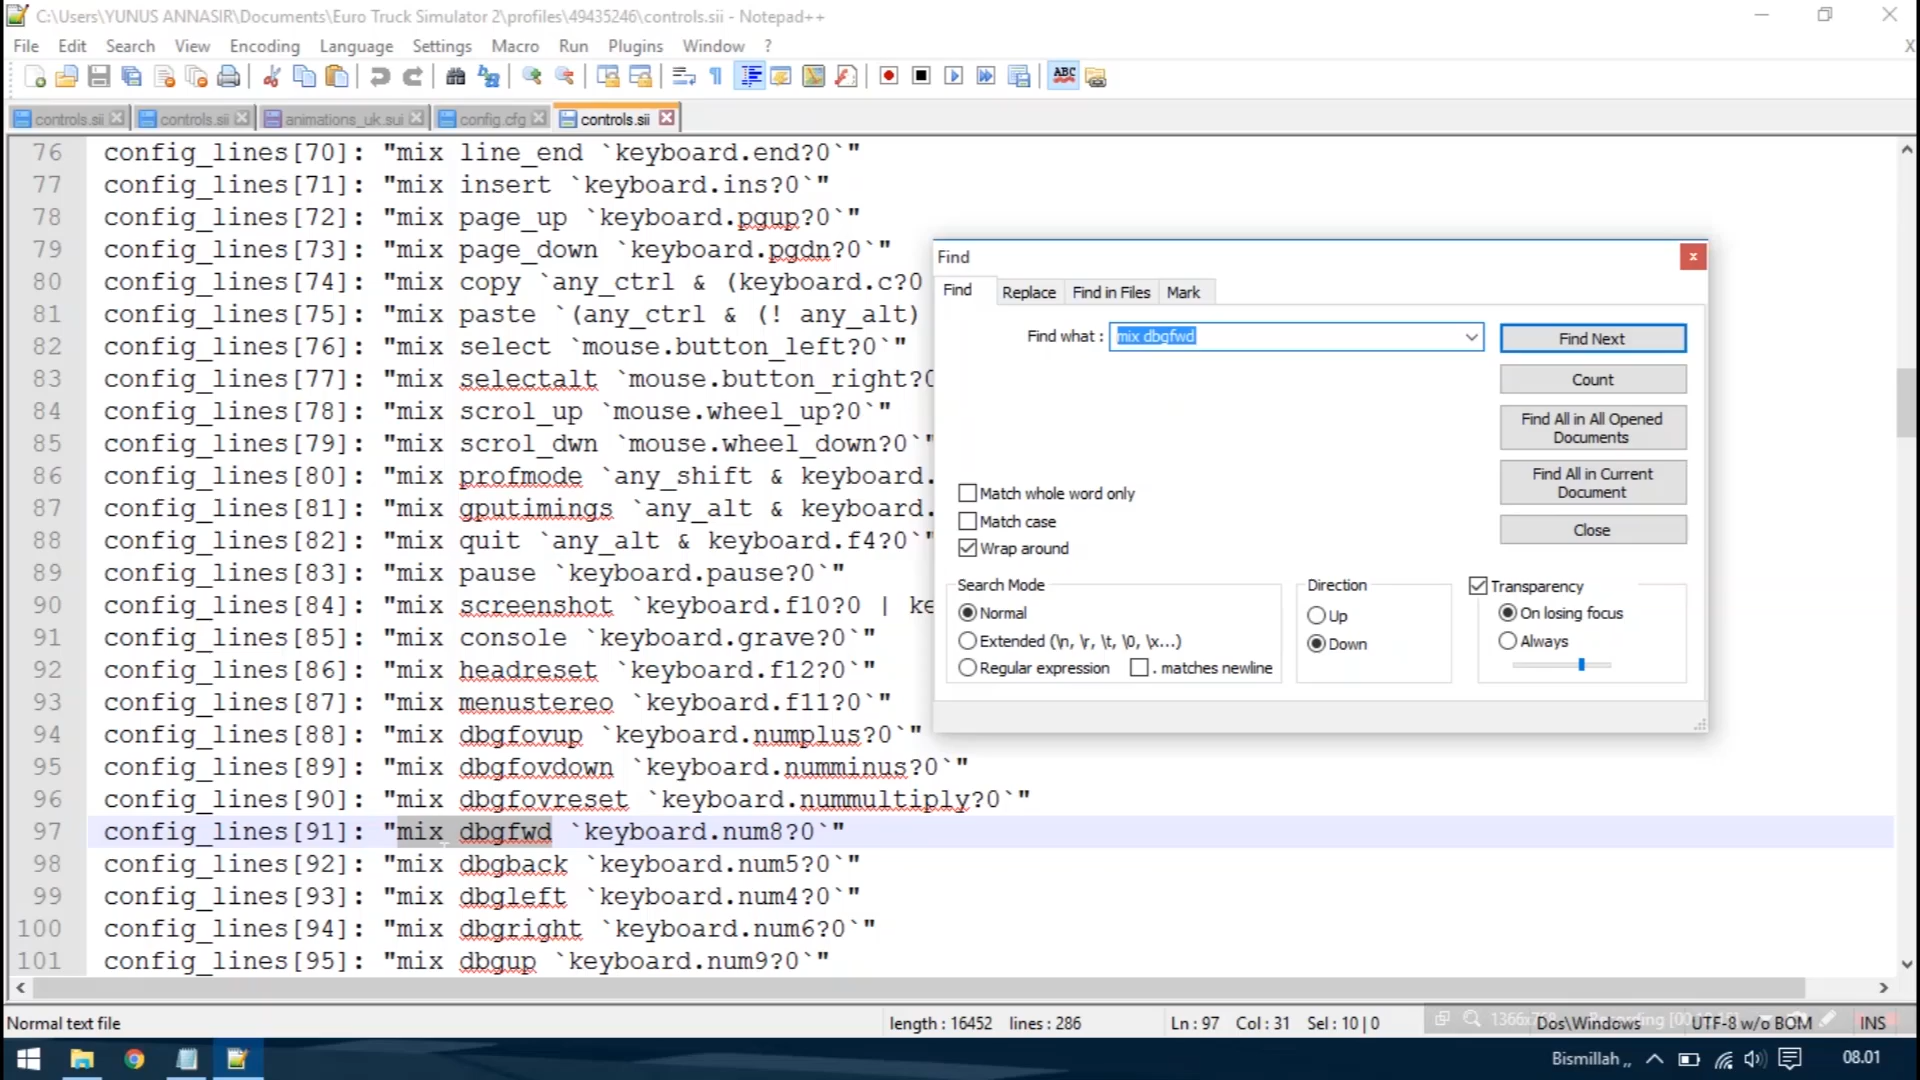 C:\Users\YUNUS ANNASIR\Documents\Euro Truck Simulator 2\profiles\49435246\controls.sii - Notepad++
File Edit Search View Encoding Language Settings Macro Run Plugins Window ? X
ABC
controls.sii controls.sii animations_uk.sui config.cfg controls.sii
76 config_lines[70]: "mix line_end `keyboard.end?0`"
77 config_lines[71]: "mix insert `keyboard.ins?0`"
78 config_lines[72]: "mix page_up `keyboard.pgup?0`"
79 config_lines[73]: "mix page_down `keyboard.pgdn?0`"
80 config_lines[74]: "mix copy `any_ctrl & (keyboard.c?0
81 config_lines[75]: "mix paste `(any_ctrl & (! any_alt)
82 config_lines[76]: "mix select `mouse.button_left?0`"
83 config_lines[77]: "mix selectalt `mouse.button_right?0
84 config_lines[78]: "mix scrol_up `mouse.wheel_up?0`"
85 config_lines[79]: "mix scrol_dwn `mouse.wheel_down?0`"
86 config_lines[80]: "mix profmode `any_shift & keyboard.
87 config_lines[81]: "mix gputimings `any_alt & keyboard.
88 config_lines[82]: "mix quit `any_alt & keyboard.f4?0`"
89 config_lines[83]: "mix pause `keyboard.pause?0`"
90 config_lines[84]: "mix screenshot `keyboard.f10?0 | ke
91 config_lines[85]: "mix console `keyboard.grave?0`"
92 config_lines[86]: "mix headreset `keyboard.f12?0`"
93 config_lines[87]: "mix menustereo `keyboard.f11?0`"
94 config_lines[88]: "mix dbgfovup `keyboard.numplus?0`"
95 config_lines[89]: "mix dbgfovdown `keyboard.numminus?0`"
96 config_lines[90]: "mix dbgfovreset `keyboard.nummultiply?0`"
97 config_lines[91]: "mix dbgfwd `keyboard.num8?0`"
98 config_lines[92]: "mix dbgback `keyboard.num5?0`"
99 config_lines[93]: "mix dbgleft `keyboard.num4?0`"
100 config_lines[94]: "mix dbgright `keyboard.num6?0`"
101 config_lines[95]: "mix dbgup `keyboard.num9?0`"
Find
Find Replace Find in Files Mark
Find what : mix dbgfwd
Find Next
Count
Find All in All Opened
Documents
Find All in Current
Document
Close
Match whole word only
Match case
Wrap around
Search Mode
Normal
Extended (\n, \r, \t, \0, \x...)
Regular expression . matches newline
Direction
Up
Down
Transparency
On losing focus
Always
Normal text file length : 16452 lines : 286 Ln : 97 Col : 31 Sel : 10 | 0 Dos\Windows UTF-8 w/o BOM INS
Bismillah ,, 08.01